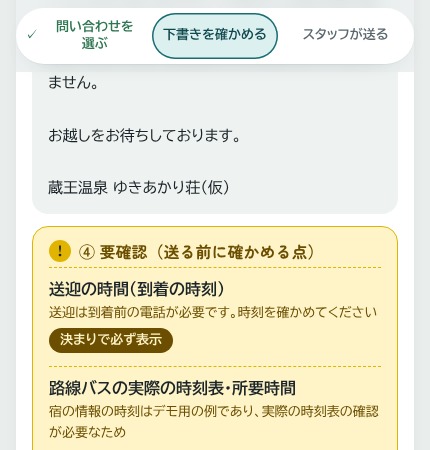 ✓ 問い合わせを
選ぶ
下書きを確かめる
スタッフが送る
ません。
お越しをお待ちしております。
蔵王温泉 ゆきあかり荘(仮)
! ④ 要確認（送る前に確かめる点）
送迎の時間(到着の時刻)
送迎は到着前の電話が必要です。時刻を確かめてください
決まりで必ず表示
路線バスの実際の時刻表・所要時間
宿の情報の時刻はデモ用の例であり、実際の時刻表の確認
が必要なため